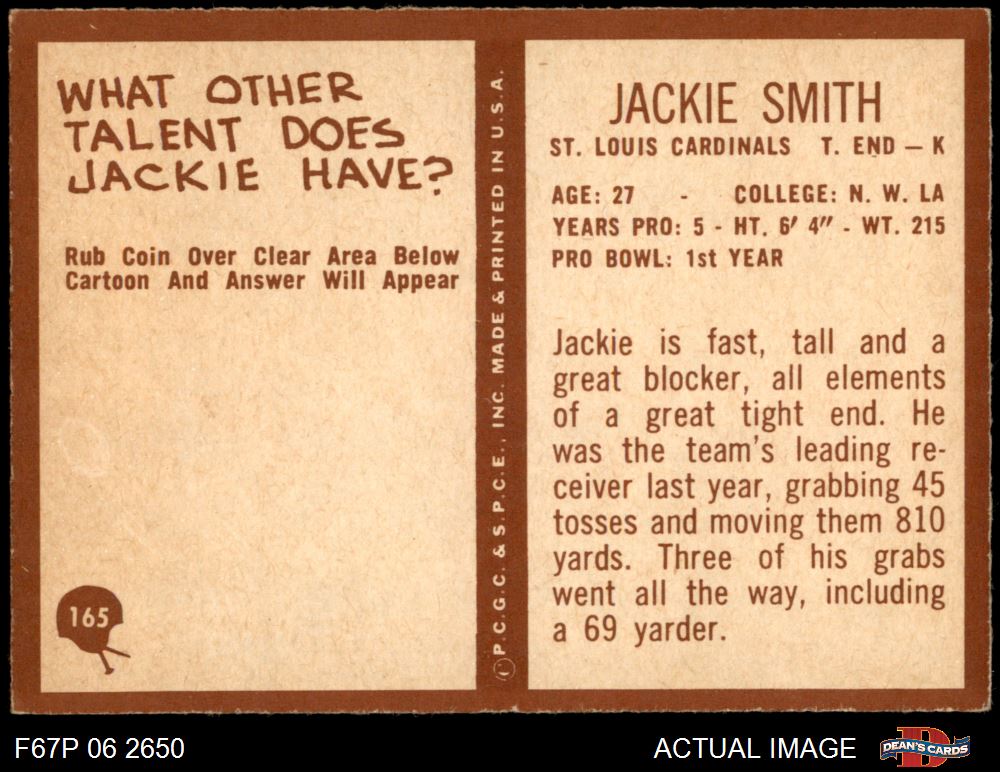 WHAT OTHER
TALENT DOES
JACKIE HAVE?
Rub Coin Over Clear Area Below
Cartoon And Answer Will Appear
165
© P.C.G.C. & S.P.C.E., INC. MADE & PRINTED IN U.S.A.
JACKIE SMITH
ST. LOUIS CARDINALS T. END — K
AGE: 27 - COLLEGE: N. W. LA
YEARS PRO: 5 - HT. 6' 4" - WT. 215
PRO BOWL: 1st YEAR
Jackie is fast, tall and a
great blocker, all elements
of a great tight end. He
was the team's leading re-
ceiver last year, grabbing 45
tosses and moving them 810
yards. Three of his grabs
went all the way, including
a 69 yarder.
F67P 06 2650
ACTUAL IMAGE
D
DEAN'S CARDS